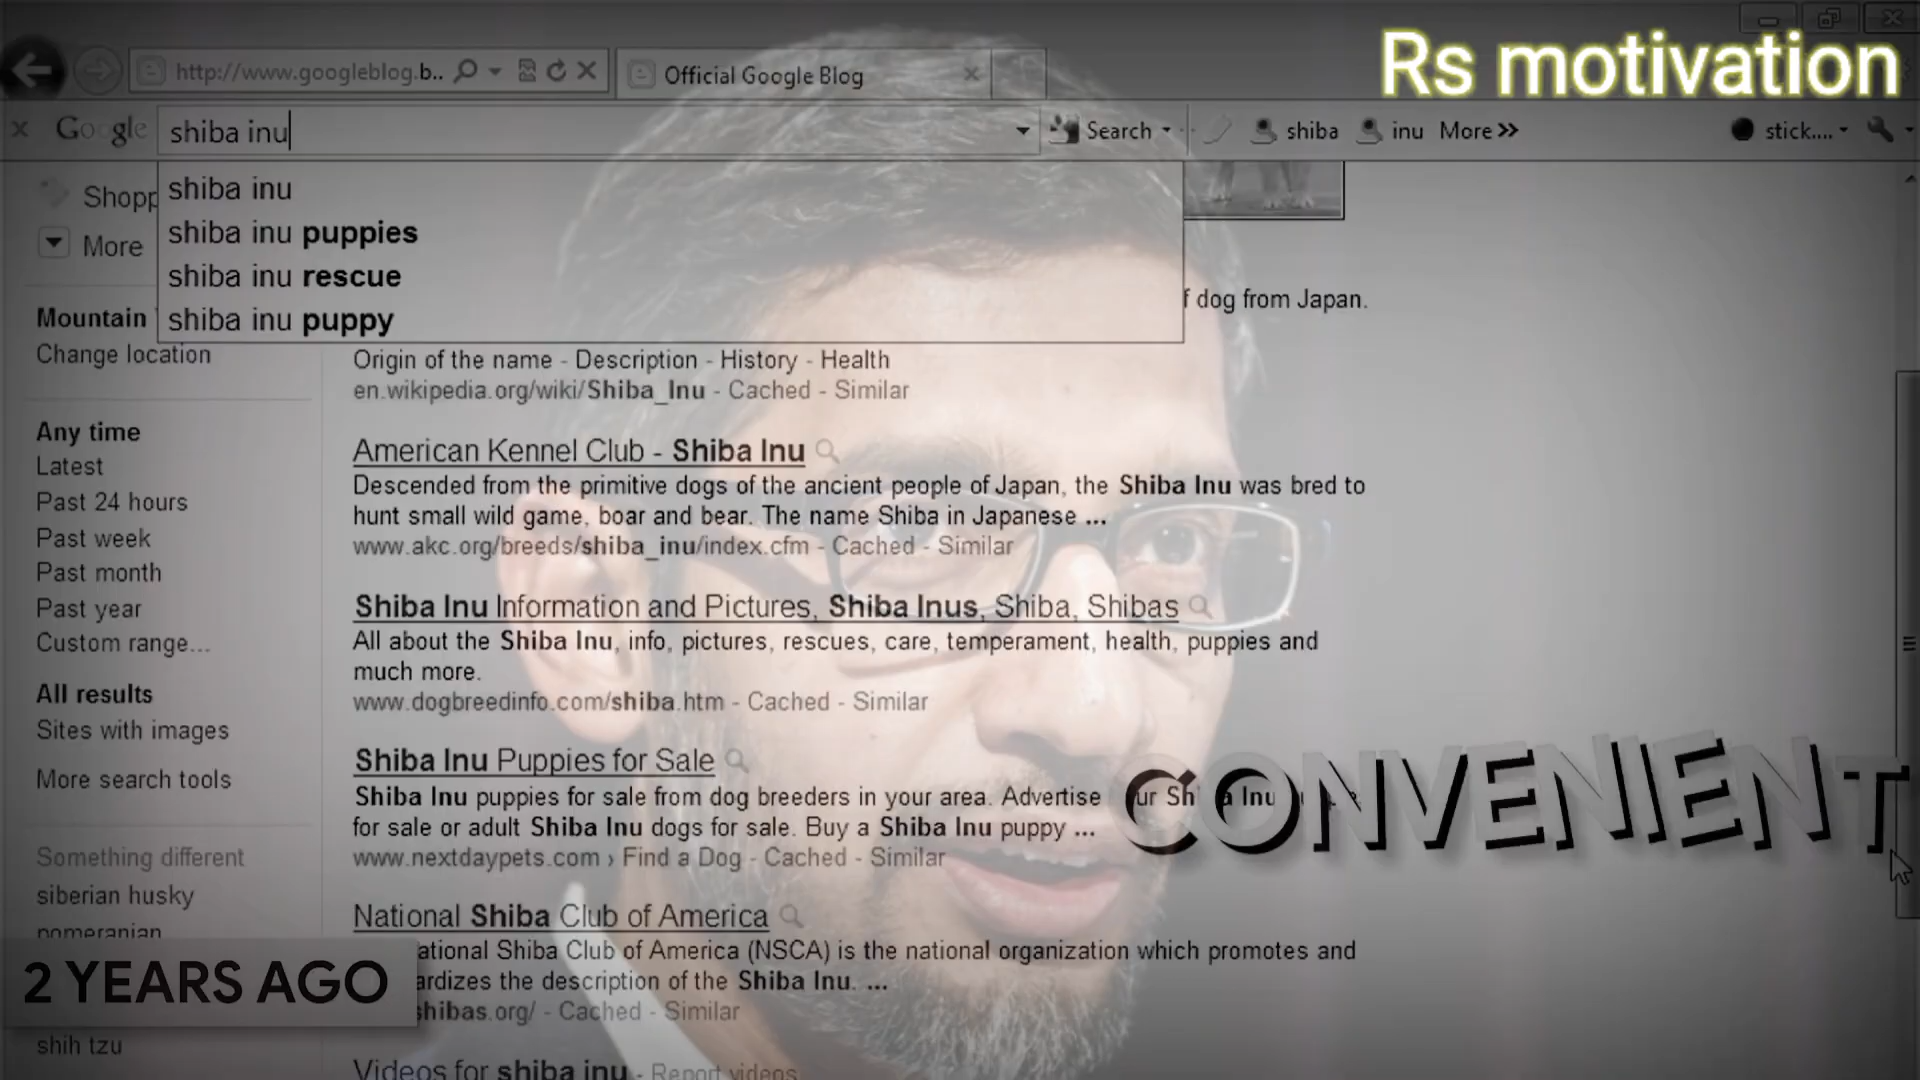 Rs motivation
http://www.googleblog.b..
Official Google Blog
Google shiba inu Search shiba inu More stick....
shiba inu
shiba inu puppies
shiba inu rescue
shiba inu puppy
Shopp
More
Mountain
Change location
Any time
Latest
Past 24 hours
Past week
Past month
Past year
Custom range...
All results
Sites with images
More search tools
Something different
siberian husky
pomeranian
shih tzu
f dog from Japan.
Origin of the name - Description - History - Health
en.wikipedia.org/wiki/Shiba_Inu - Cached - Similar
American Kennel Club - Shiba Inu
Descended from the primitive dogs of the ancient people of Japan, the Shiba Inu was bred to
hunt small wild game, boar and bear. The name Shiba in Japanese ...
www.akc.org/breeds/shiba_inu/index.cfm - Cached - Similar
Shiba Inu Information and Pictures, Shiba Inus, Shiba, Shibas
All about the Shiba Inu, info, pictures, rescues, care, temperament, health, puppies and
much more.
www.dogbreedinfo.com/shiba.htm - Cached - Similar
Shiba Inu Puppies for Sale
Shiba Inu puppies for sale from dog breeders in your area. Advertise
for sale or adult Shiba Inu dogs for sale. Buy a Shiba Inu puppy ...
www.nextdaypets.com › Find a Dog - Cached - Similar
National Shiba Club of America
ational Shiba Club of America (NSCA) is the national organization which promotes and
ardizes the description of the Shiba Inu. ...
shibas.org/ - Cached - Similar
Videos for shiba inu - Report videos
CONVENIENT
2 YEARS AGO